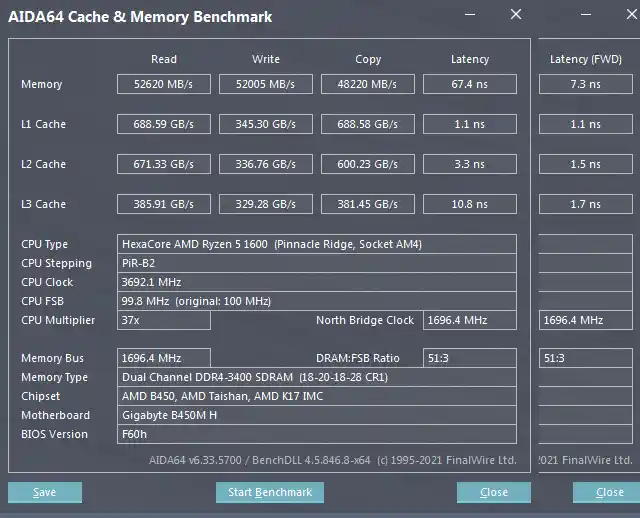 AIDA64 Cache & Memory Benchmark
Read Write Copy Latency Latency (FWD)
Memory 52620 MB/s 52005 MB/s 48220 MB/s 67.4 ns 7.3 ns
L1 Cache 688.59 GB/s 345.30 GB/s 688.58 GB/s 1.1 ns 1.1 ns
L2 Cache 671.33 GB/s 336.76 GB/s 600.23 GB/s 3.3 ns 1.5 ns
L3 Cache 385.91 GB/s 329.28 GB/s 381.45 GB/s 10.8 ns 1.7 ns
CPU Type HexaCore AMD Ryzen 5 1600 (Pinnacle Ridge, Socket AM4)
CPU Stepping PiR-B2
CPU Clock 3692.1 MHz
CPU FSB 99.8 MHz (original: 100 MHz)
CPU Multiplier 37x North Bridge Clock 1696.4 MHz 1696.4 MHz
Memory Bus 1696.4 MHz DRAM:FSB Ratio 51:3 51:3
Memory Type Dual Channel DDR4-3400 SDRAM (18-20-18-28 CR1)
Chipset AMD B450, AMD Taishan, AMD K17 IMC
Motherboard Gigabyte B450M H
BIOS Version F60h
AIDA64 v6.33.5700 / BenchDLL 4.5.846.8-x64 (c) 1995-2021 FinalWire Ltd. 2021 FinalWire Ltd.
Save Start Benchmark Close Close